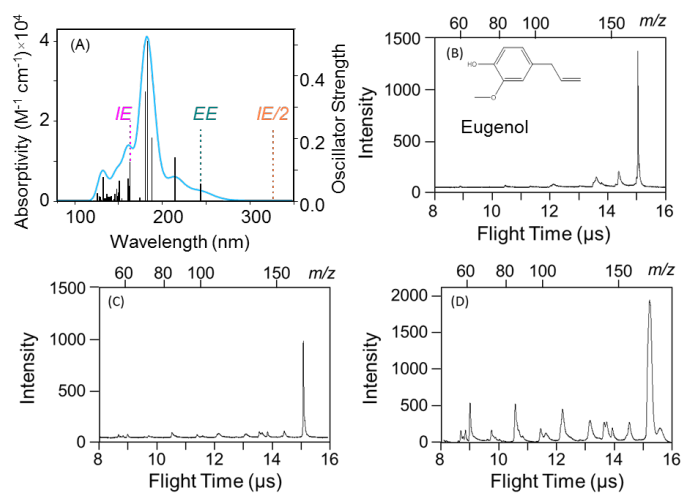 (A)
4
2
0
Absorptivity (M⁻¹ cm⁻¹)×10⁴
IE
EE
IE/2
0.4
0.2
0.0
Oscillator Strength
100
200
300
Wavelength (nm)
60
80
100
150
m/z
(B)
HO
O
Eugenol
1500
1000
500
0
Intensity
8
10
12
14
16
Flight Time (µs)
60
80
100
150
m/z
(C)
1500
1000
500
0
Intensity
8
10
12
14
16
Flight Time (µs)
60
80
100
150
m/z
(D)
2000
1500
1000
500
0
Intensity
8
10
12
14
16
Flight Time (µs)